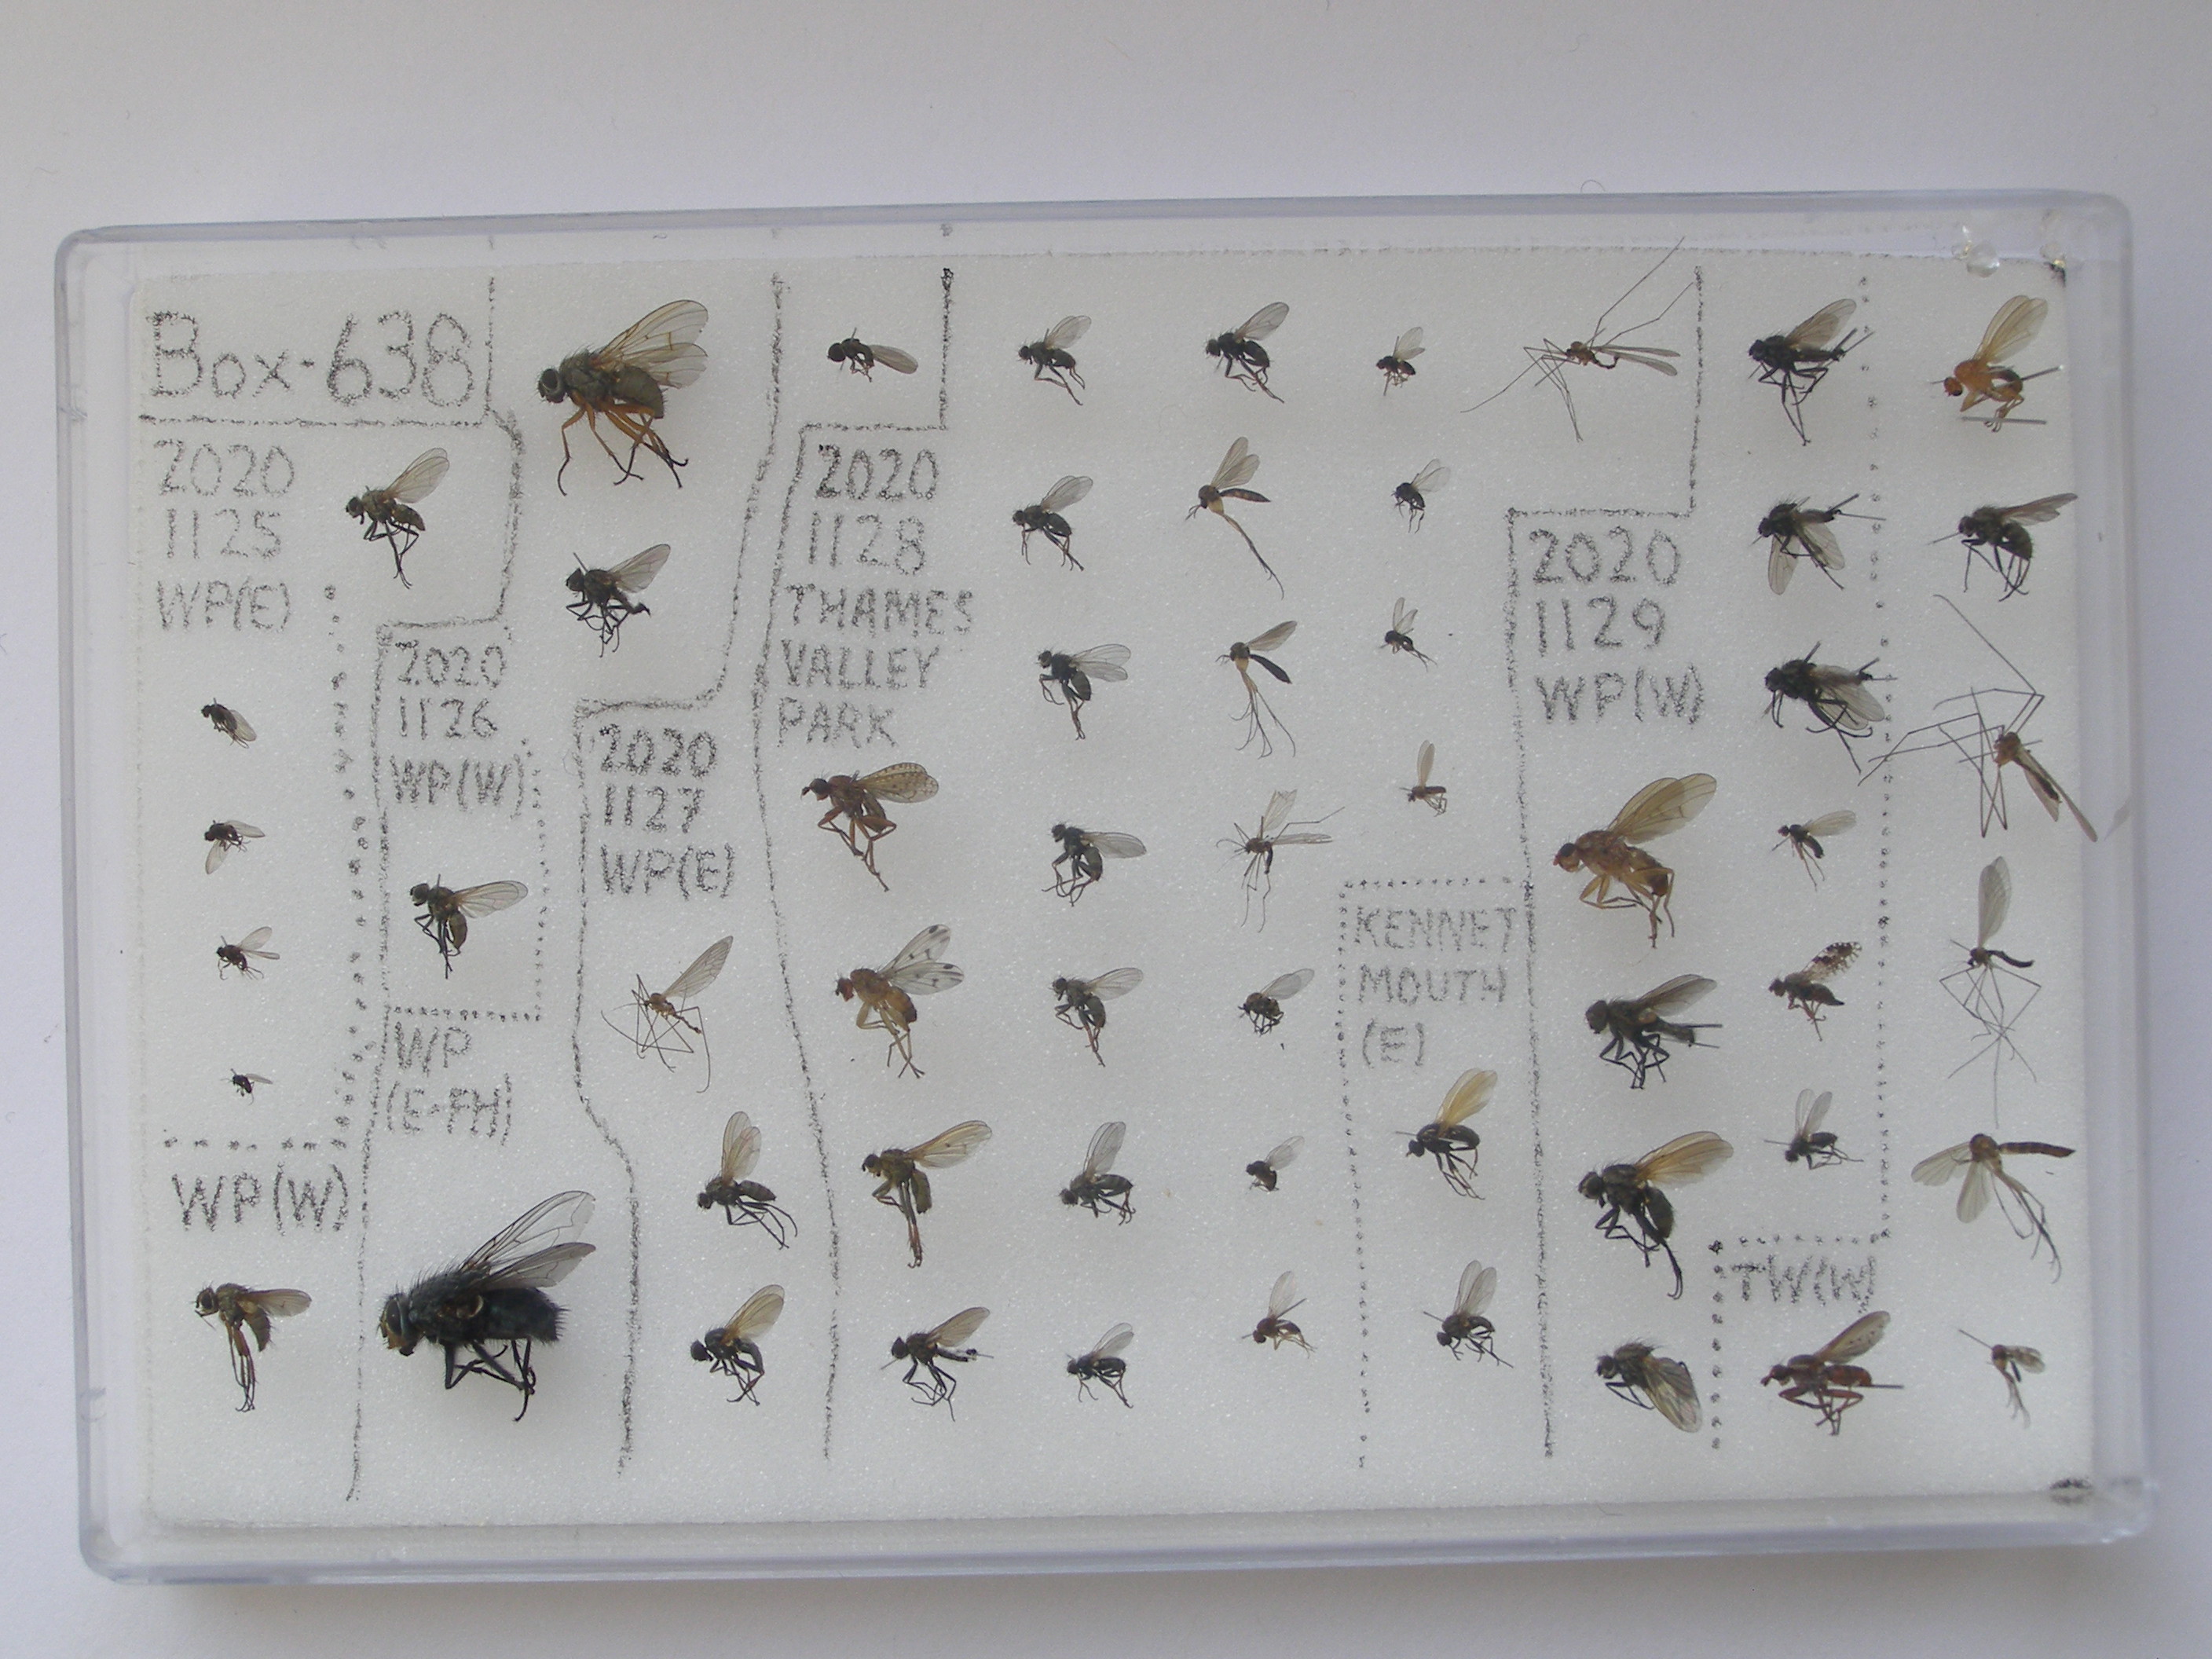 Box-638
2020
1125
WP(E)
WP(W)
2020
1126
WP(W)
WP
(E-FH)
2020
1127
WP(E)
2020
1128
THAMES
VALLEY
PARK
KENNET
MOUTH
(E)
2020
1129
WP(W)
TW(W)